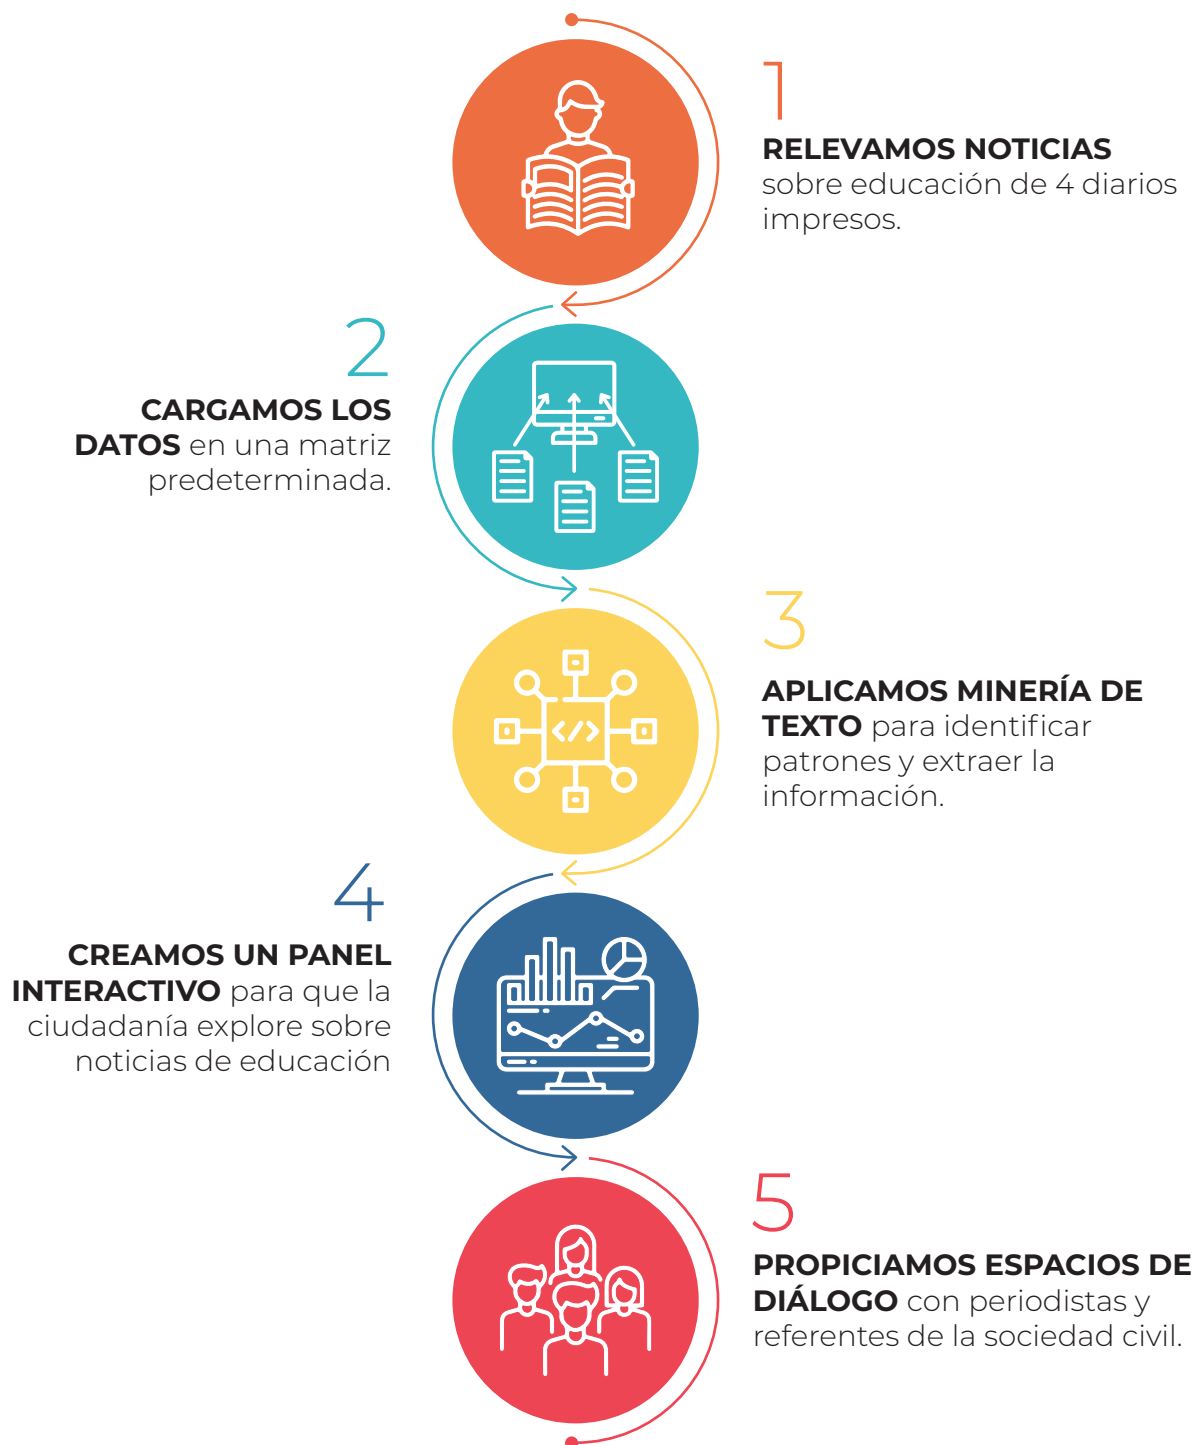 1
RELEVAMOS NOTICIAS
sobre educación de 4 diarios
impresos.
2
CARGAMOS LOS
DATOS en una matriz
predeterminada.
3
APLICAMOS MINERÍA DE
TEXTO para identificar
patrones y extraer la
información.
4
CREAMOS UN PANEL
INTERACTIVO para que la
ciudadanía explore sobre
noticias de educación
5
PROPICIAMOS ESPACIOS DE
DIÁLOGO con periodistas y
referentes de la sociedad civil.